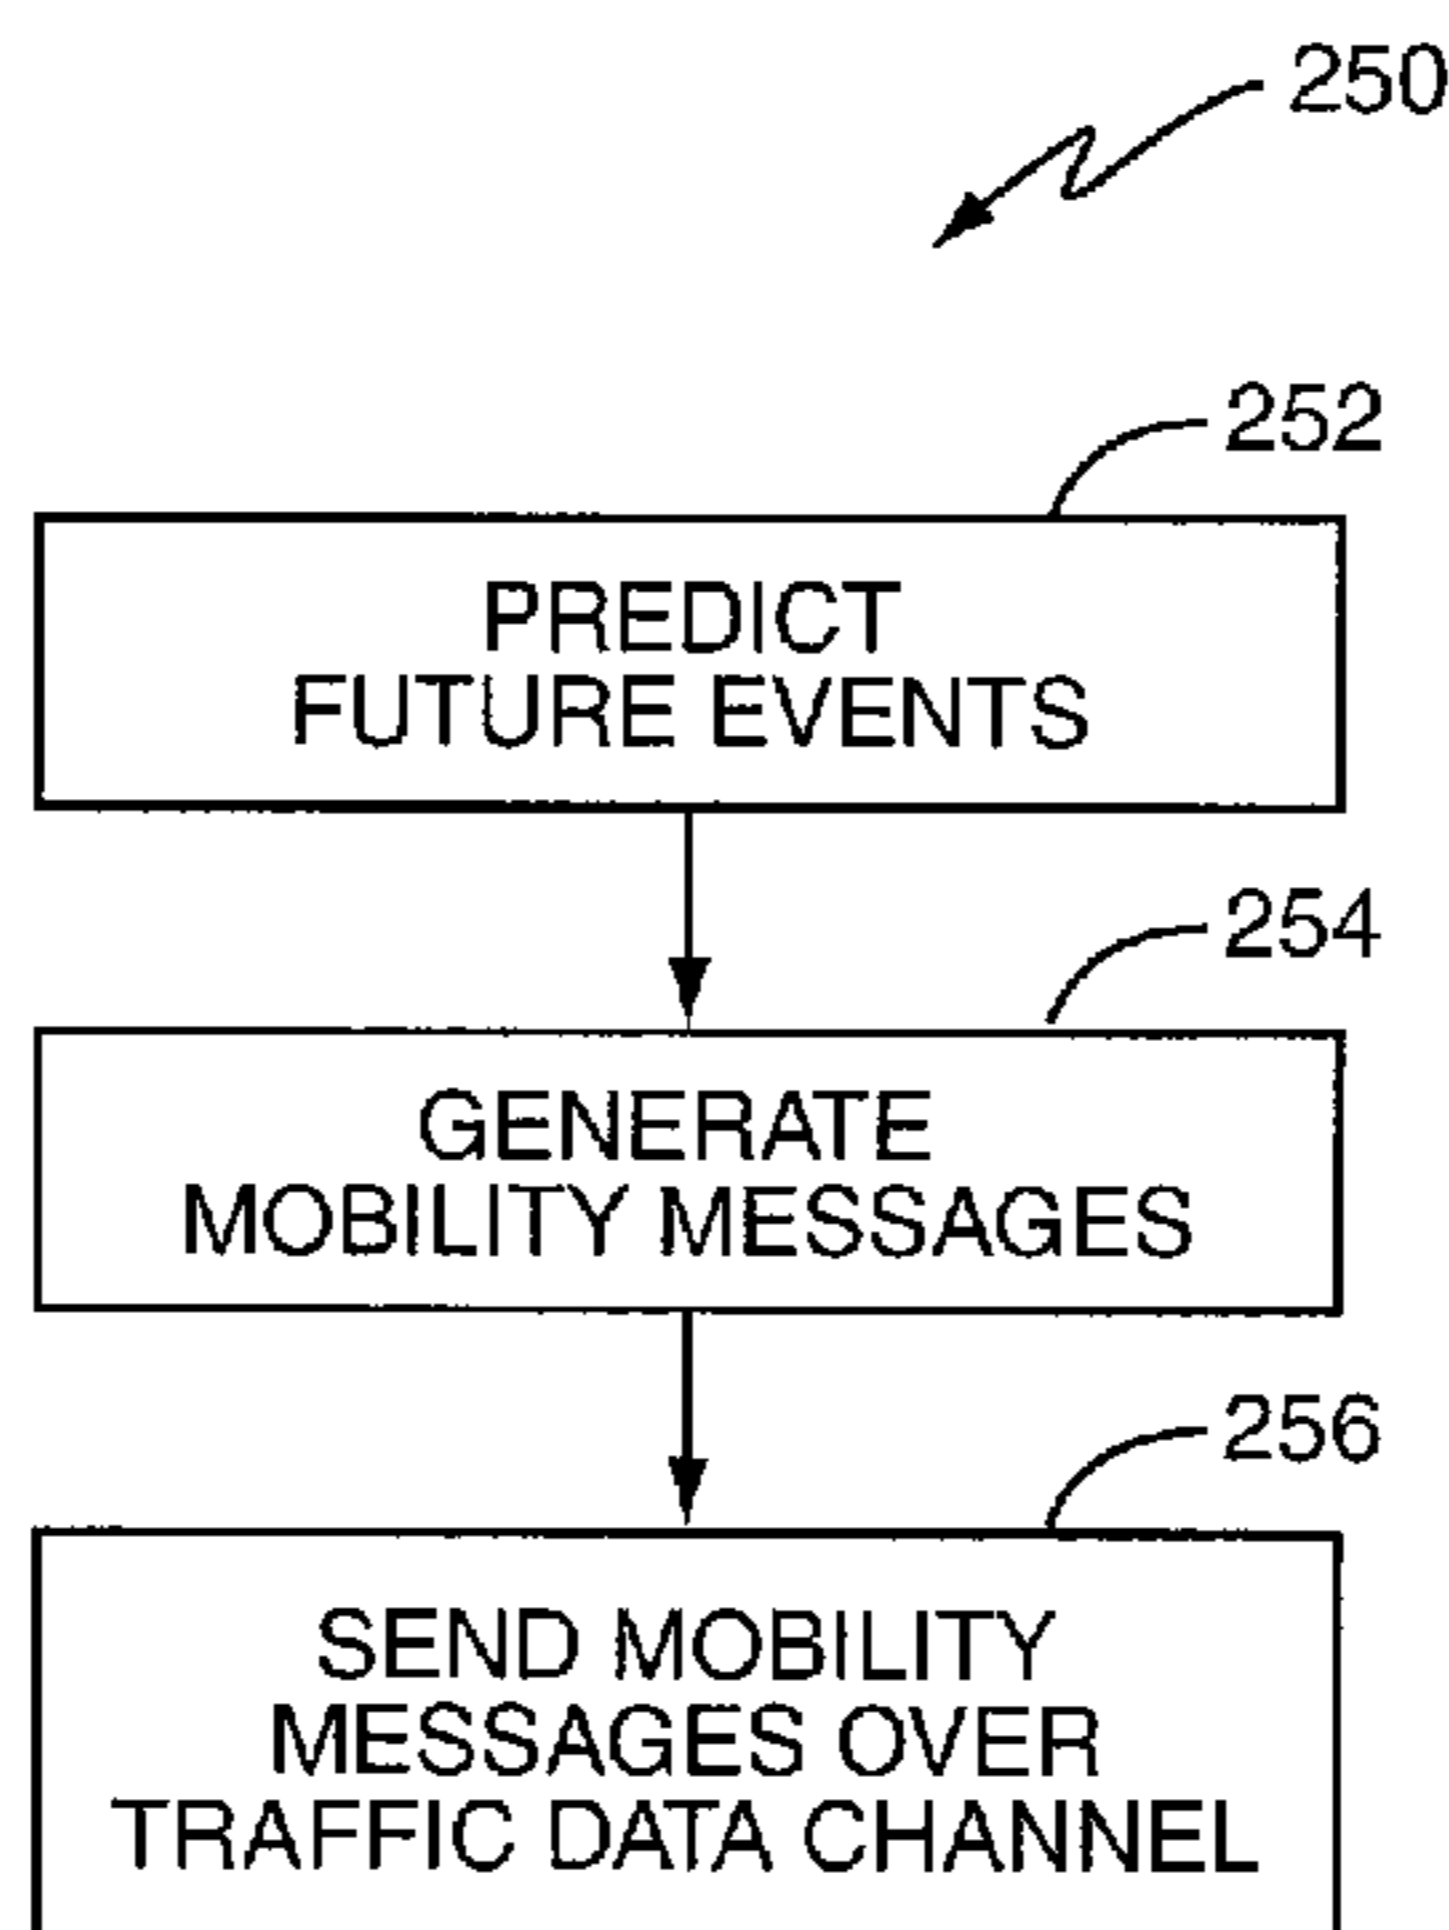 250
252
PREDICT
FUTURE EVENTS
254
GENERATE
MOBILITY MESSAGES
256
SEND MOBILITY
MESSAGES OVER
TRAFFIC DATA CHANNEL